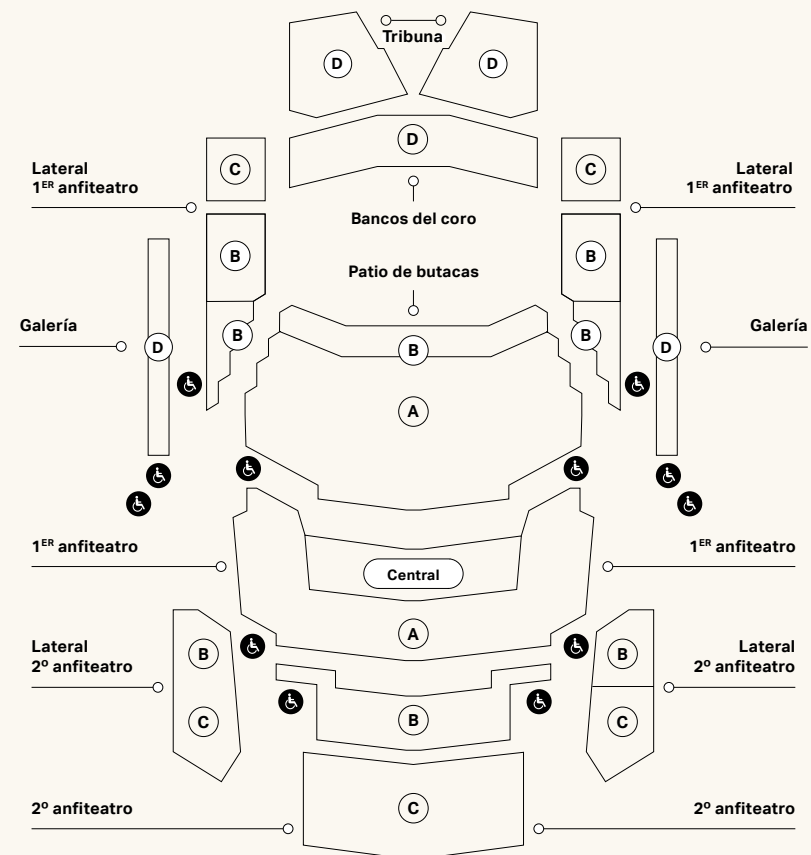 Tribuna
D
D
D
C
C
Lateral
1ER anfiteatro
Lateral
1ER anfiteatro
Bancos del coro
B
B
Patio de butacas
Galería
Galería
D
B
B
B
D
A
1ER anfiteatro
1ER anfiteatro
Central
A
Lateral
2º anfiteatro
Lateral
2º anfiteatro
B
B
C
B
C
2º anfiteatro
2º anfiteatro
C